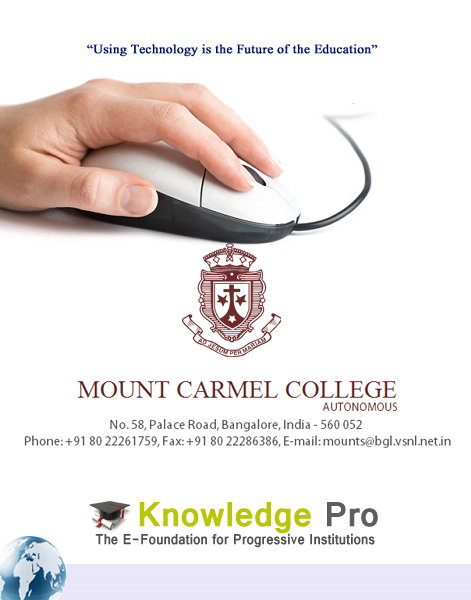 “Using Technology is the Future of the Education”
AD JESUM PER MARIAM
MOUNT CARMEL COLLEGE
AUTONOMOUS
No. 58, Palace Road, Bangalore, India - 560 052
Phone: +91 80 22261759, Fax: +91 80 22286386, E-mail: mounts@bgl.vsnl.net.in
Knowledge Pro
The E-Foundation for Progressive Institutions